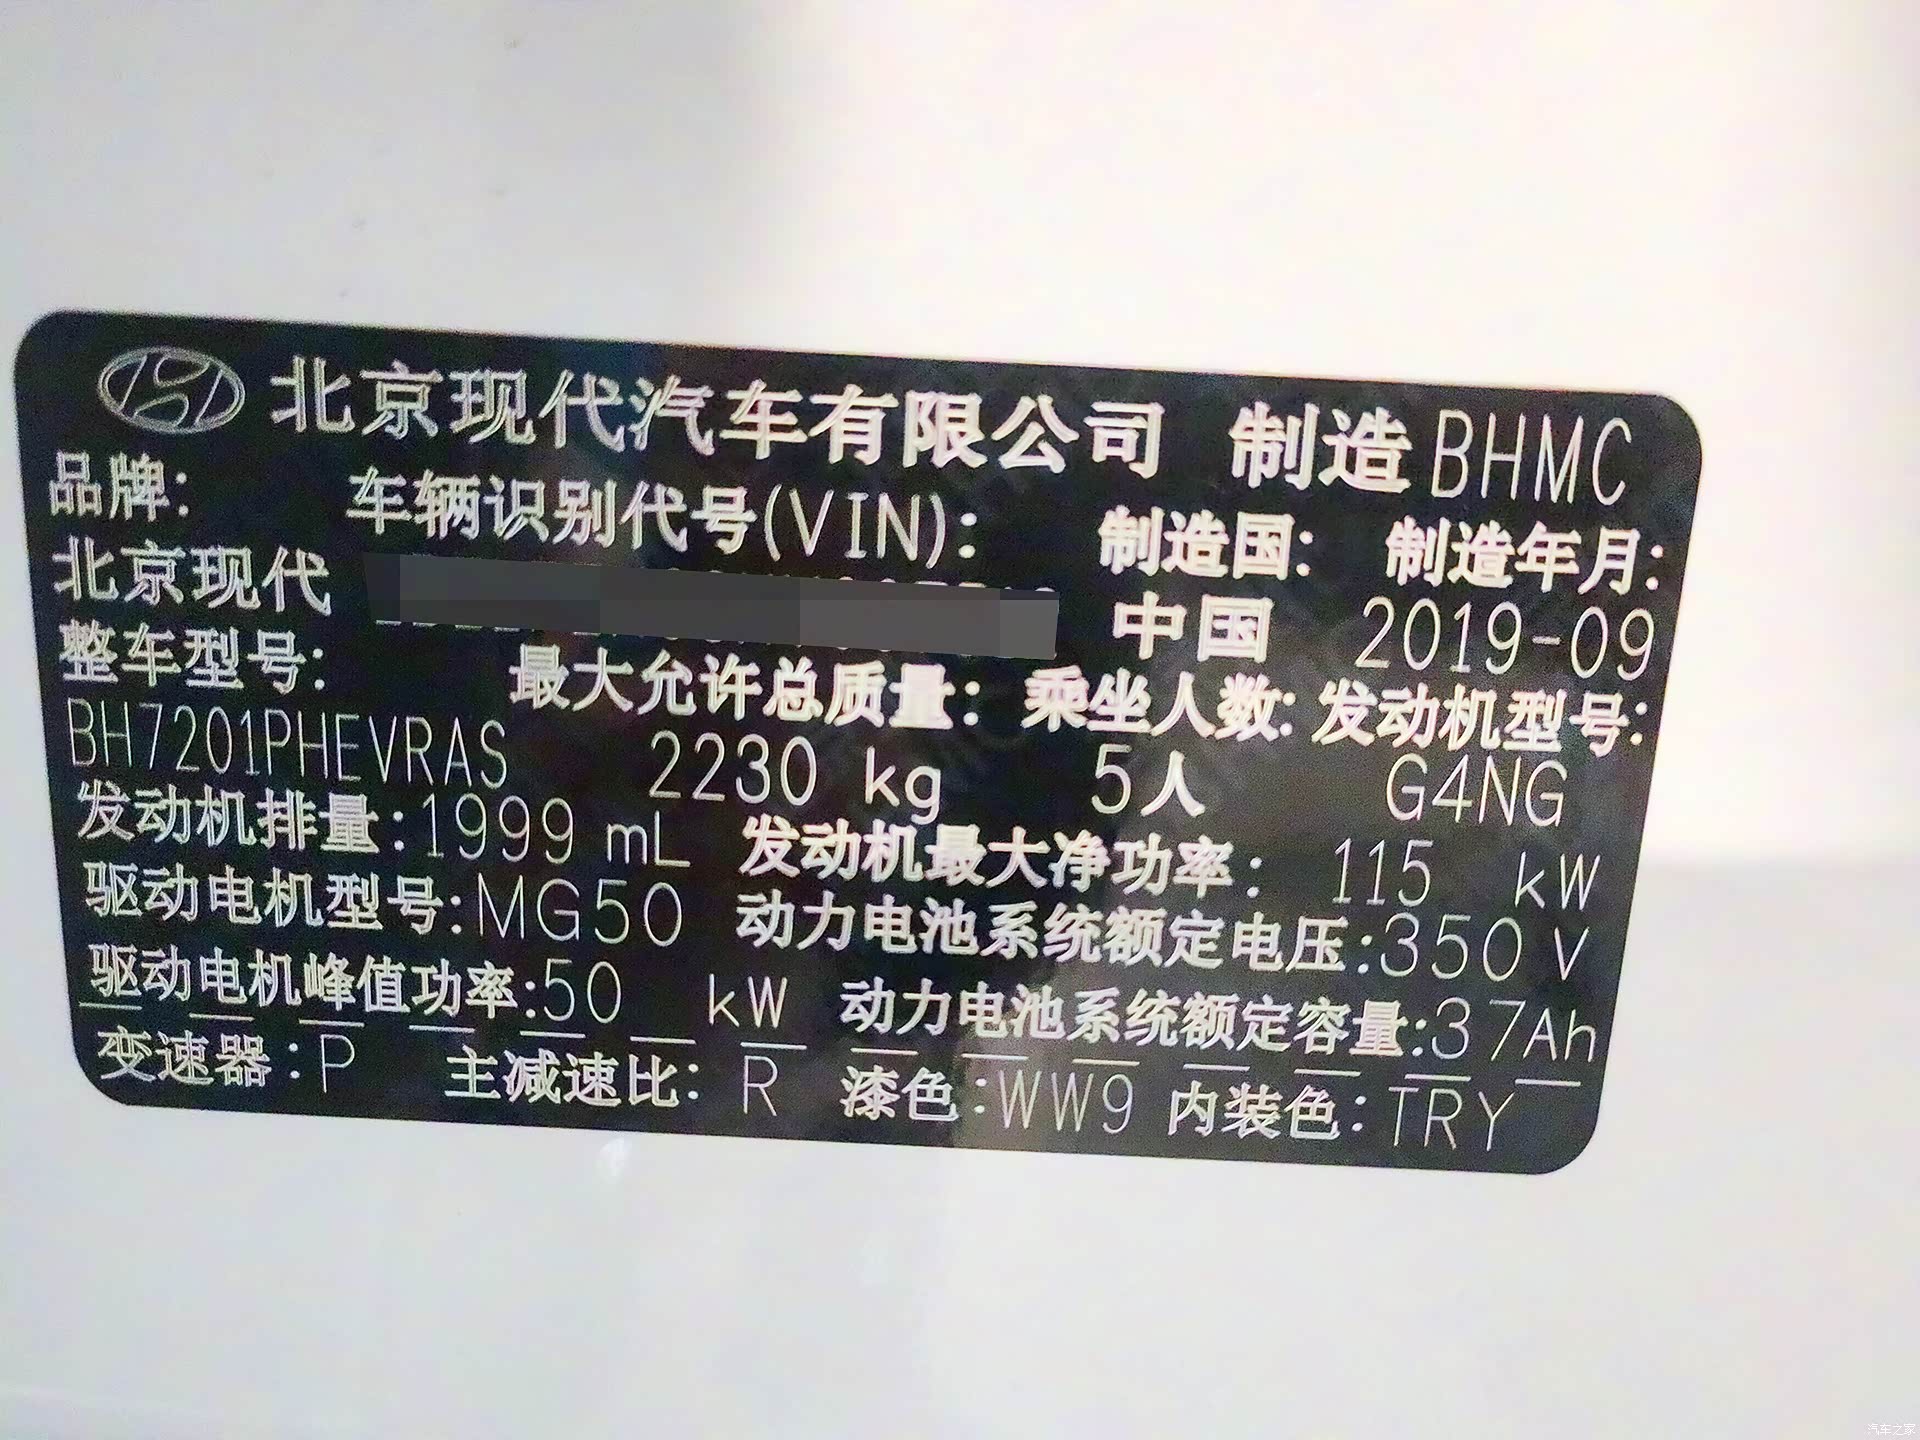 北京现代汽车有限公司 制造 BHMC
品牌: 车辆识别代号(VIN): 制造国: 制造年月:
北京现代 中国 2019-09
整车型号: 最大允许总质量: 乘坐人数: 发动机型号:
BH7201PHEVRAS 2230 kg 5人 G4NG
发动机排量:1999 mL 发动机最大净功率: 115 kW
驱动电机型号:MG50 动力电池系统额定电压:350 V
驱动电机峰值功率:50 kW 动力电池系统额定容量:37Ah
变速器:P 主减速比: R 漆色:WW9 内装色:TRY
汽车之家